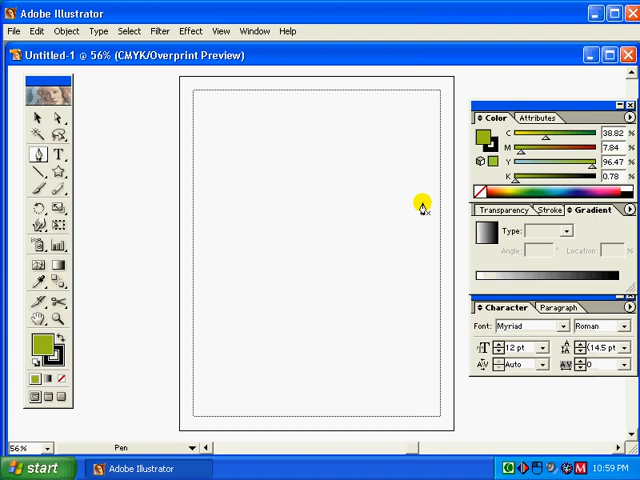 Adobe Illustrator
File Edit Object Type Select Filter Effect View Window Help
Untitled-1 @ 56% (CMYK/Overprint Preview)
Color Attributes
C 38.82 %
M 7.84 %
Y 96.47 %
K 0.78 %
Transparency Stroke Gradient
Type:
Angle: ° Location: %
Character Paragraph
Font: Myriad Roman
12 pt (14.5 pt
Auto 0
56% Pen
start Adobe Illustrator 10:59 PM